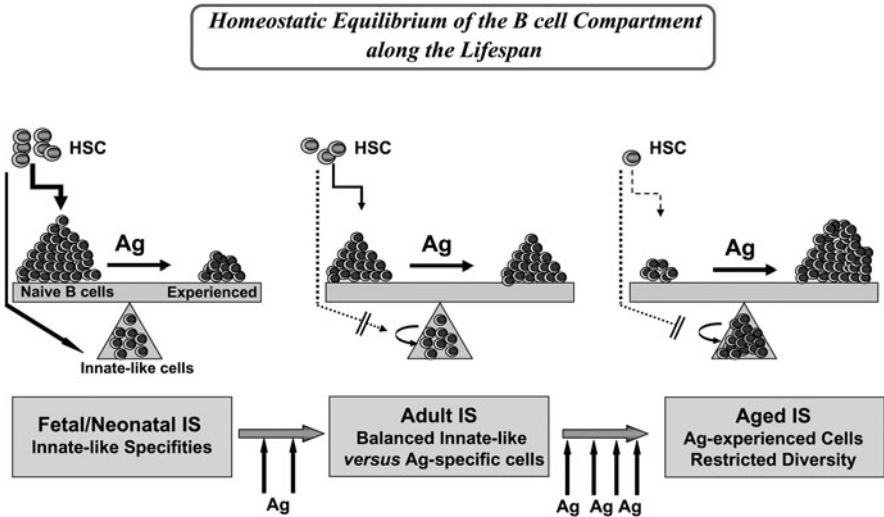 Homeostatic Equilibrium of the B cell Compartment
along the Lifespan
HSC
HSC
HSC
Ag
Ag
Ag
Naive B cells
Experienced
Innate-like cells
Fetal/Neonatal IS
Innate-like Specifities
Adult IS
Balanced Innate-like
versus Ag-specific cells
Aged IS
Ag-experienced Cells
Restricted Diversity
Ag
Ag